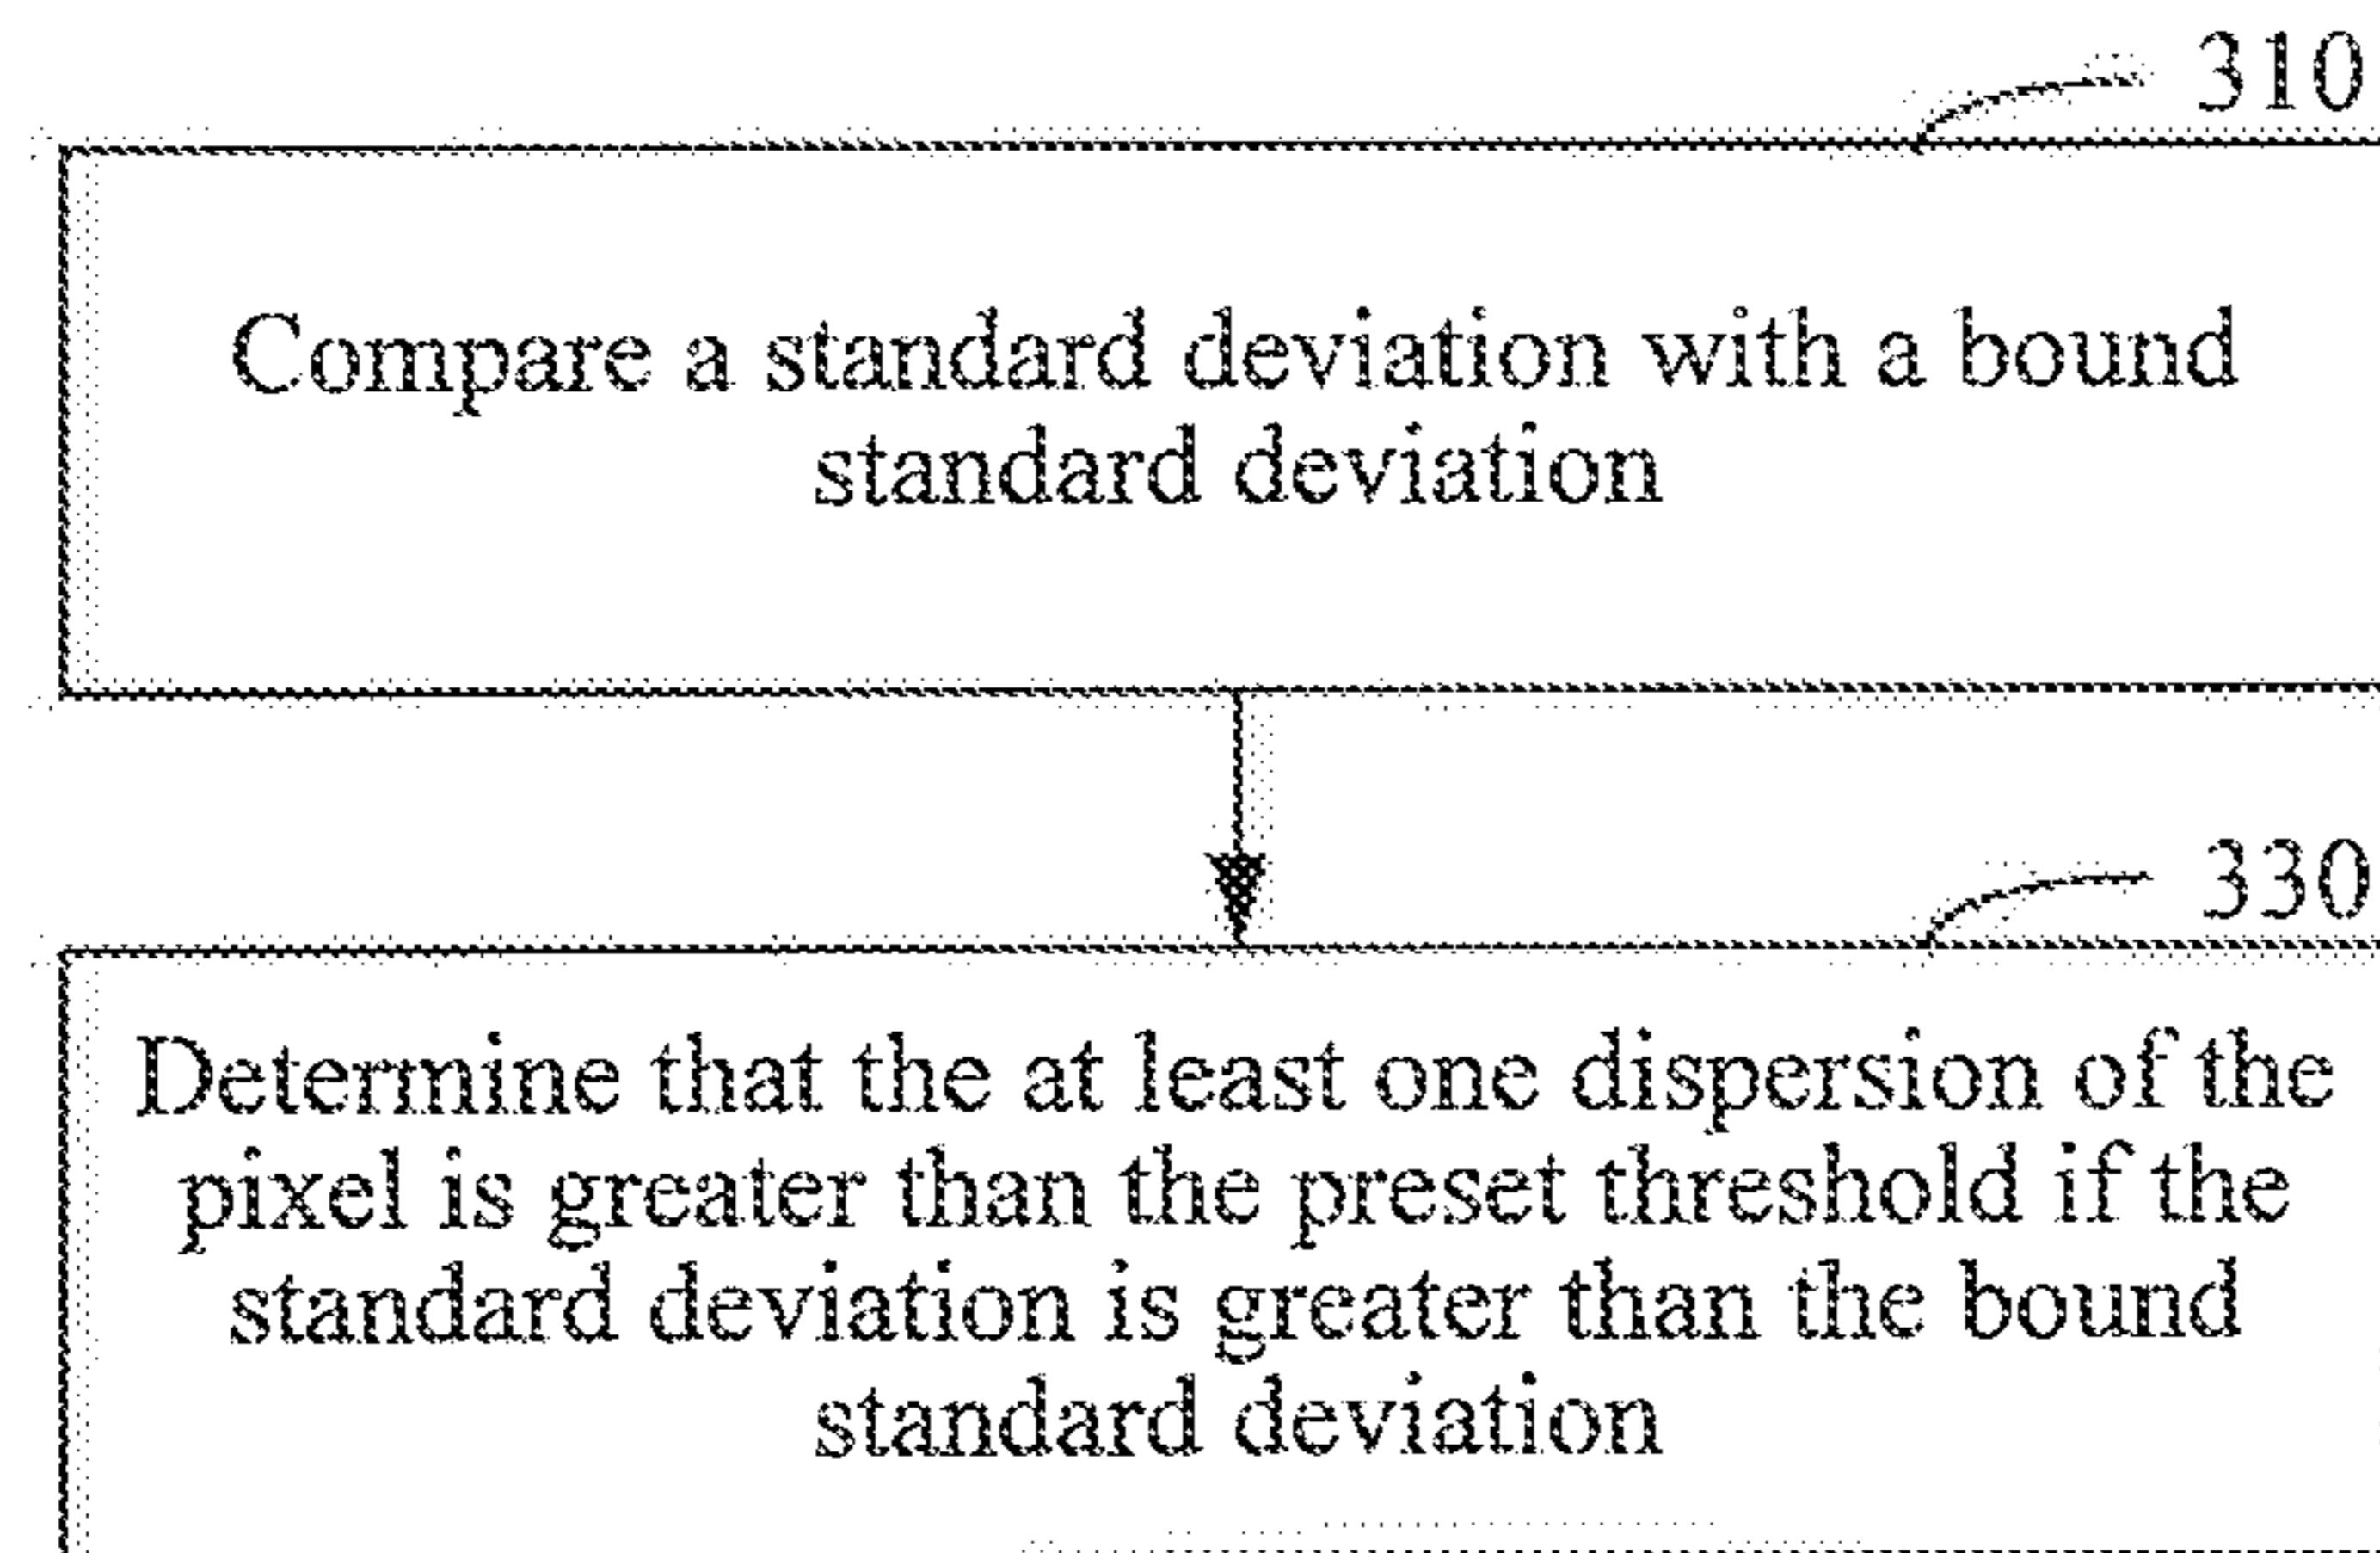 310
Compare a standard deviation with a bound
standard deviation
330
Determine that the at least one dispersion of the
pixel is greater than the preset threshold if the
standard deviation is greater than the bound
standard deviation